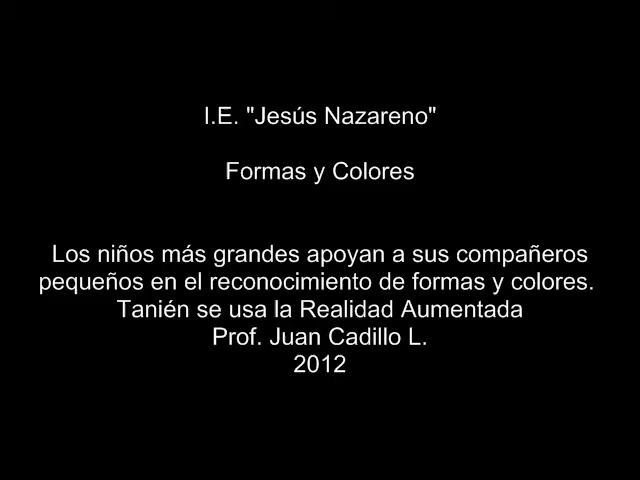 I.E. "Jesús Nazareno"
Formas y Colores
Los niños más grandes apoyan a sus compañeros
pequeños en el reconocimiento de formas y colores.
Tanién se usa la Realidad Aumentada
Prof. Juan Cadillo L.
2012